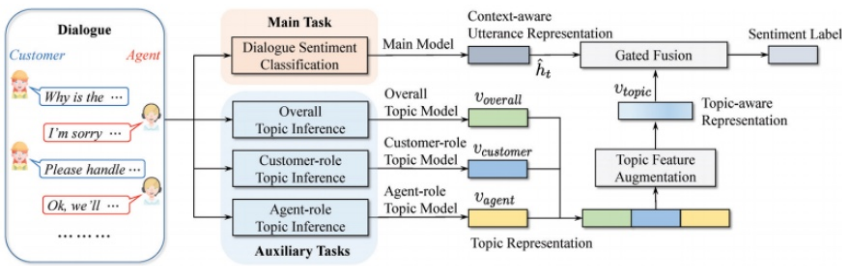 Dialogue
Customer
Agent
Why is the ···
I'm sorry ···
Please handle ···
Ok, we'll ···
··· ··· ···
Main Task
Dialogue Sentiment
Classification
Main Model
Context-aware
Utterance Representation
ĥt
Gated Fusion
Sentiment Label
Overall
Topic Inference
Overall
Topic Model
voverall
Customer-role
Topic Inference
Customer-role
Topic Model
vcustomer
Agent-role
Topic Inference
Agent-role
Topic Model
vagent
Auxiliary Tasks
Topic Representation
vtopic
Topic-aware
Representation
Topic Feature
Augmentation